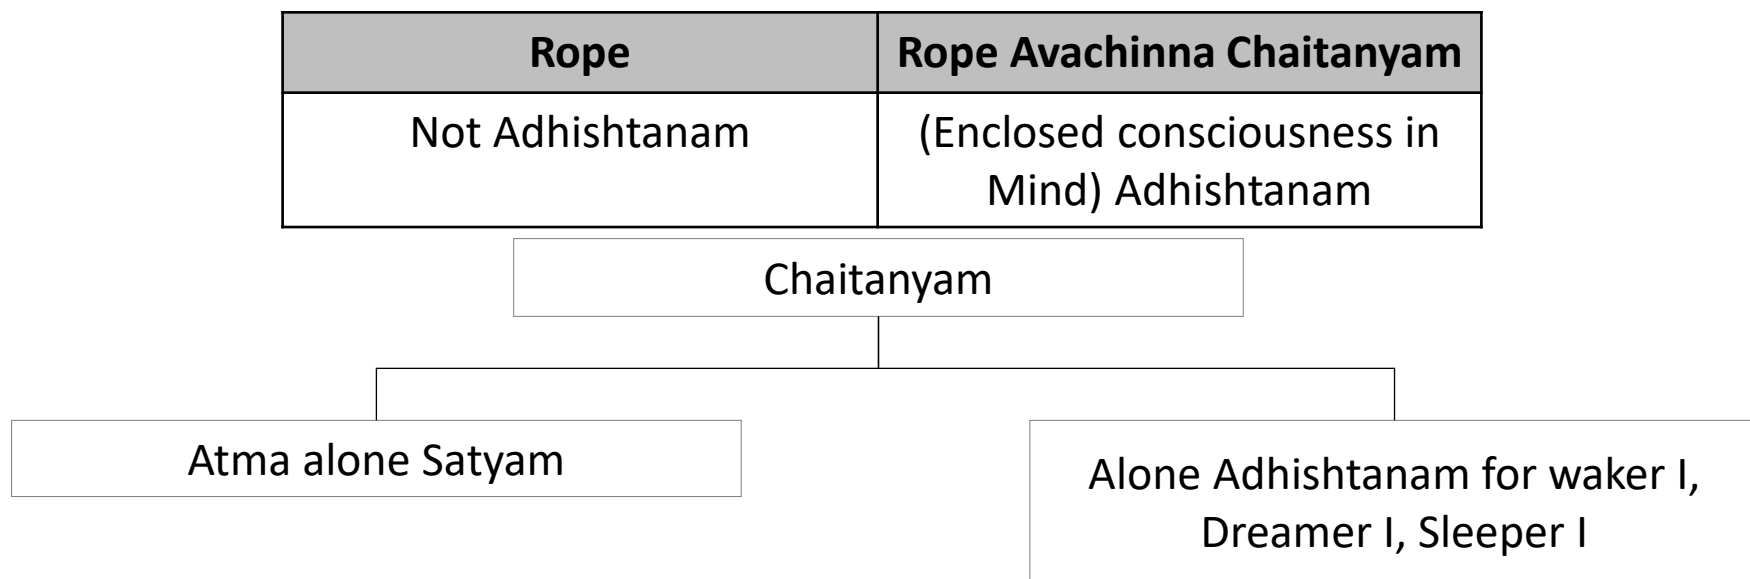 Rope
Rope Avachinna Chaitanyam
Not Adhishtanam
(Enclosed consciousness in
Mind) Adhishtanam
Chaitanyam
Atma alone Satyam
Alone Adhishtanam for waker I,
Dreamer I, Sleeper I